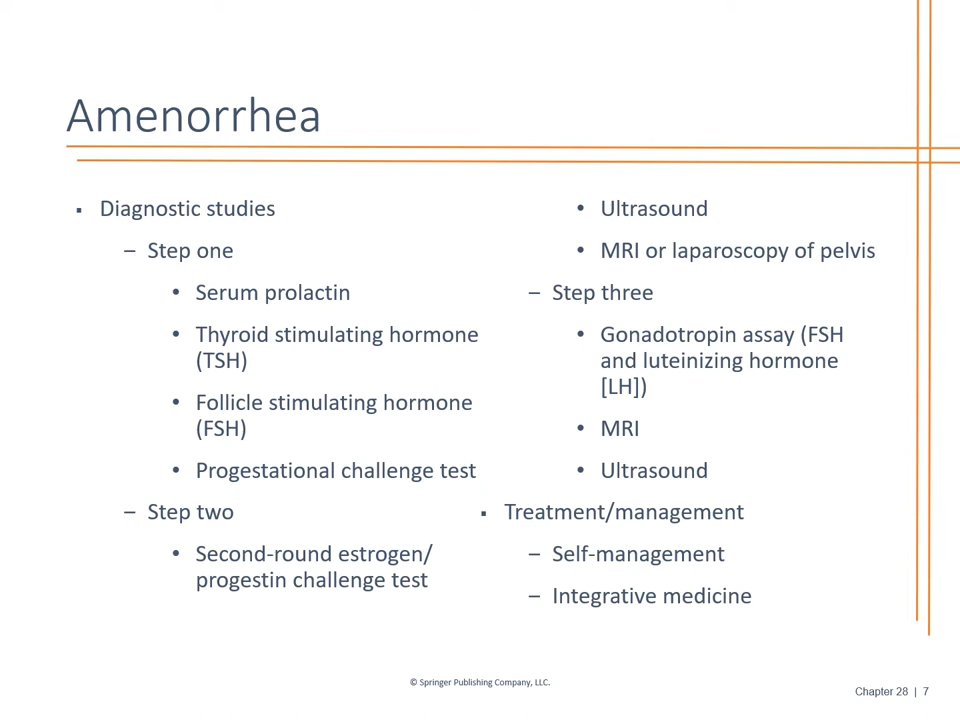 Amenorrhea
▪ Diagnostic studies
– Step one
• Serum prolactin
• Thyroid stimulating hormone
(TSH)
• Follicle stimulating hormone
(FSH)
• Progestational challenge test
– Step two
• Second-round estrogen/
progestin challenge test
• Ultrasound
• MRI or laparoscopy of pelvis
– Step three
• Gonadotropin assay (FSH
and luteinizing hormone
[LH])
• MRI
• Ultrasound
▪ Treatment/management
– Self-management
– Integrative medicine
© Springer Publishing Company, LLC.
Chapter 28 | 7